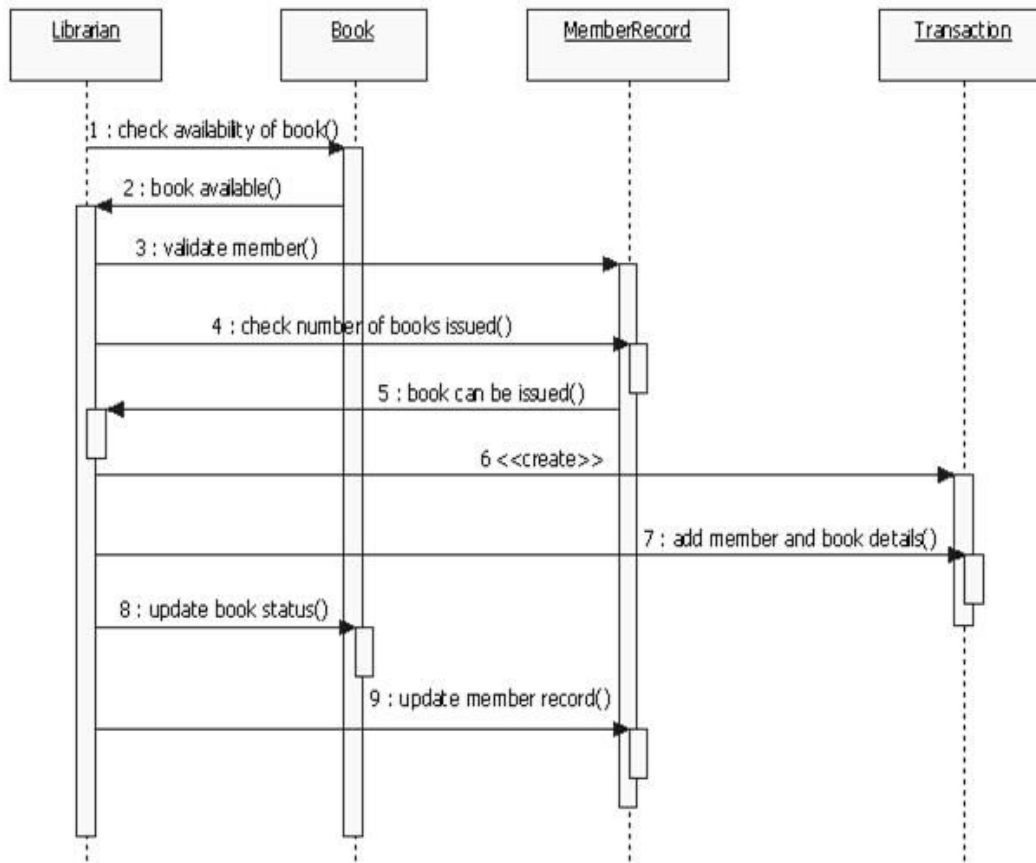 Librarian
Book
MemberRecord
Transaction
1 : check availability of book()
2 : book available()
3 : validate member()
4 : check number of books issued()
5 : book can be issued()
6 <<create>>
7 : add member and book details()
8 : update book status()
9 : update member record()